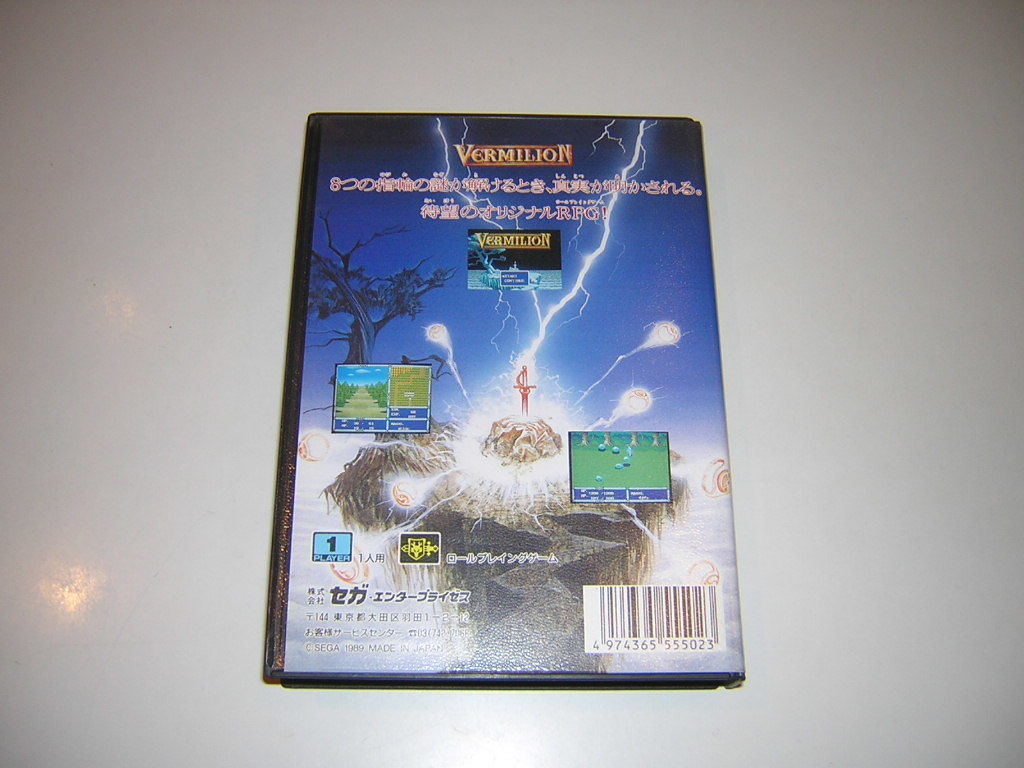 VERMILION
8つの指輪の謎が解けるとき、真実が明かされる。
待望のオリジナルRPG!
VERMILION
1
PLAYER
1人用
ロールプレイングゲーム
株式会社 セガ・エンタープライゼス
〒144 東京都大田区羽田1-2-12
お客様サービスセンター ☎03(742)
© SEGA 1989 MADE IN JAPAN
4 974365 555023